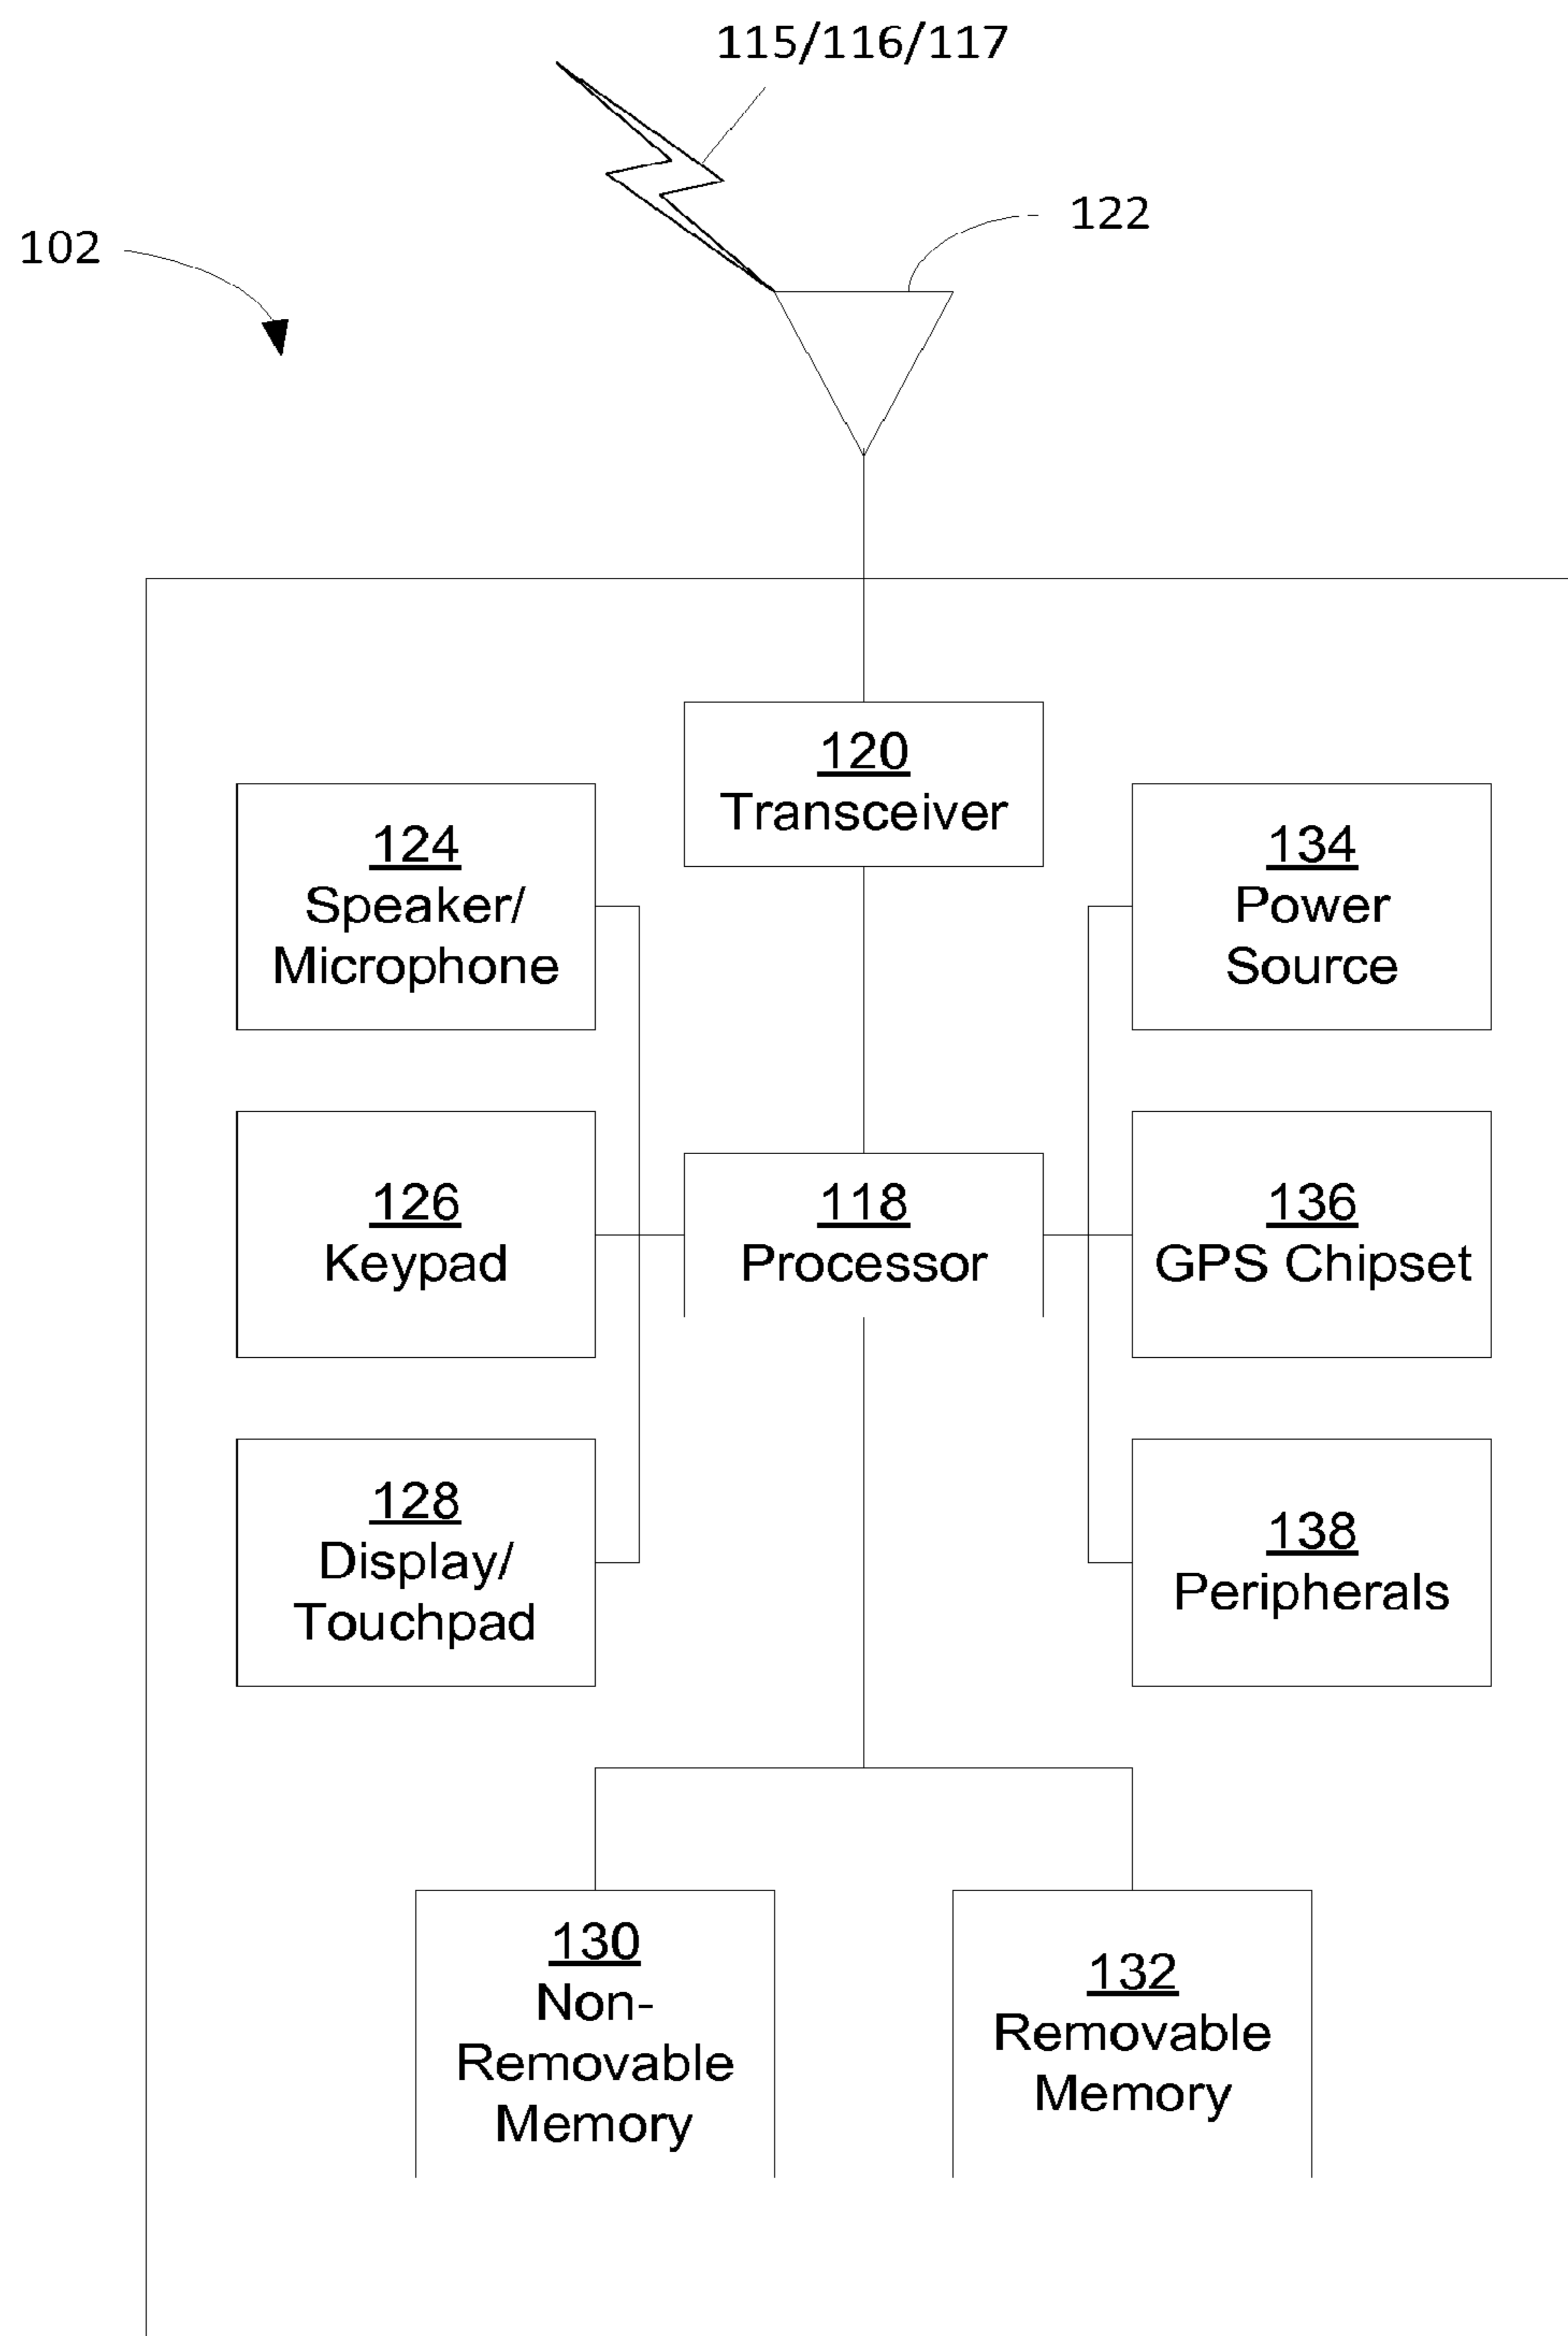 115/116/117
122
102
120
Transceiver
124
Speaker/
Microphone
134
Power
Source
126
Keypad
118
Processor
136
GPS Chipset
128
Display/
Touchpad
138
Peripherals
130
Non-
Removable
Memory
132
Removable
Memory